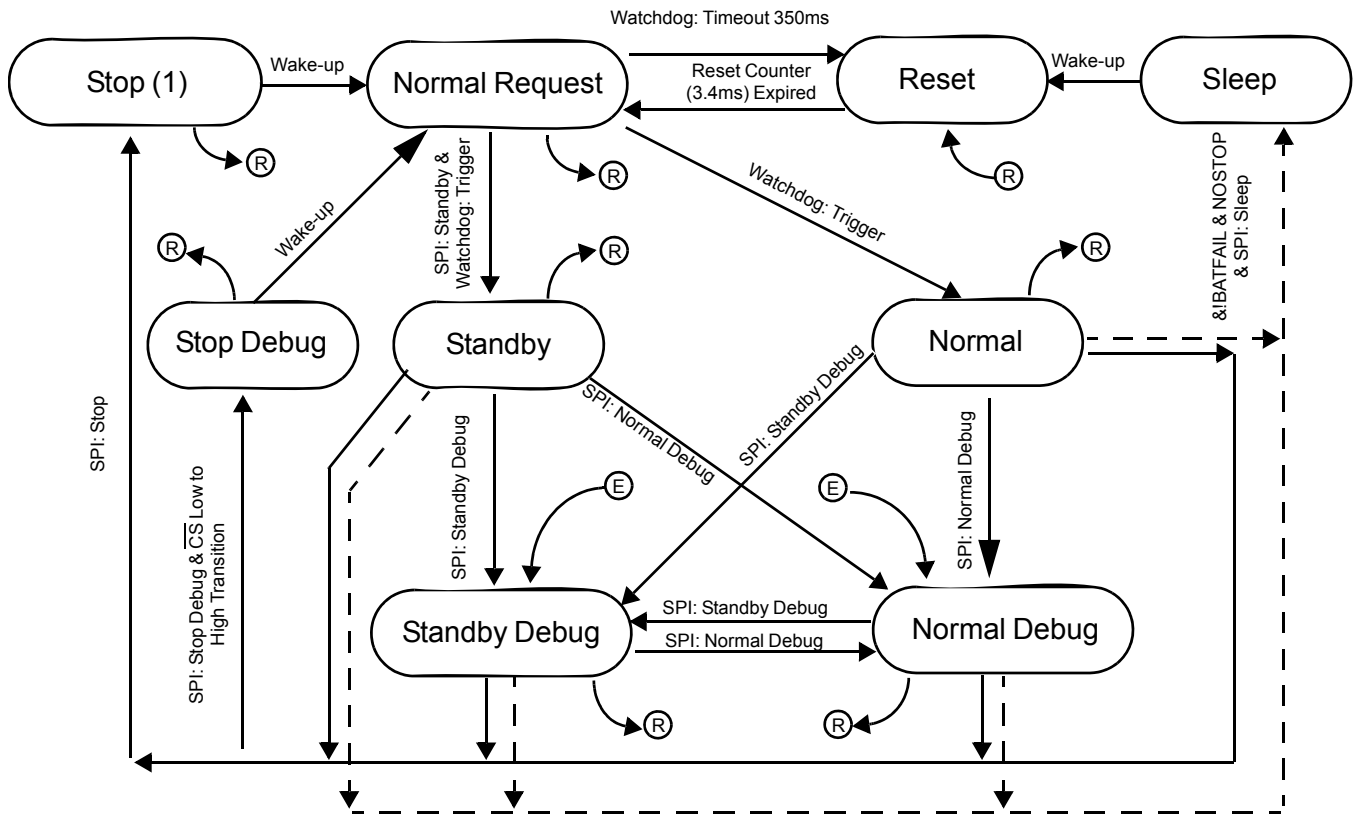 Watchdog: Timeout 350ms
Stop (1)
Wake-up
Normal Request
Reset Counter
(3.4ms) Expired
Reset
Wake-up
Sleep
R
R
R
SPI: Standby &
Watchdog: Trigger
Watchdog: Trigger
&!BATFAIL & NOSTOP
& SPI: Sleep
Wake-up
R
R
R
Stop Debug
Standby
Normal
SPI: Stop
SPI: Stop Debug & CS Low to
High Transition
SPI: Standby Debug
SPI: Normal Debug
SPI: Standby Debug
SPI: Normal Debug
E
E
Standby Debug
SPI: Standby Debug
SPI: Normal Debug
Normal Debug
R
R